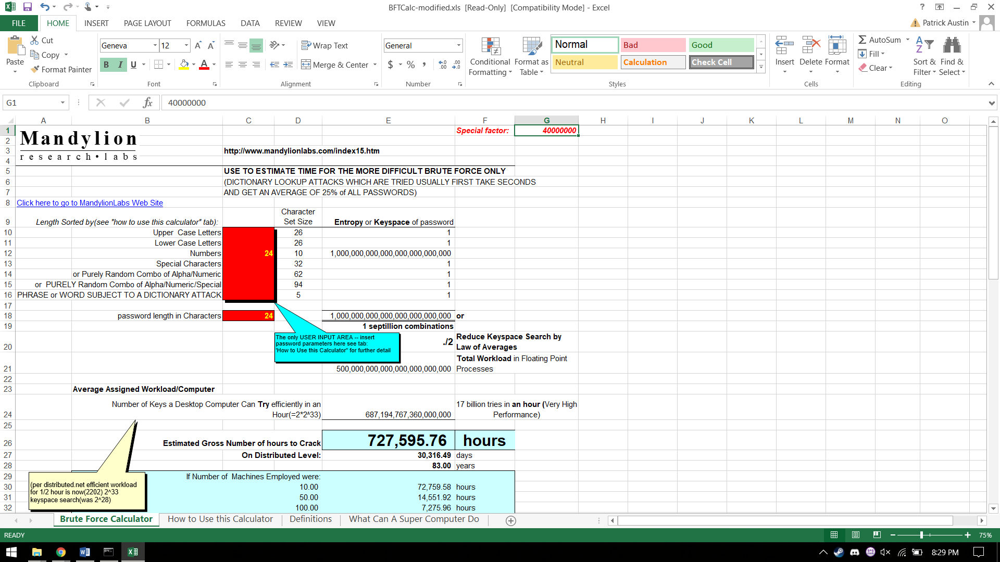 BFTCalc-modified.xls [Read-Only] [Compatibility Mode] - Excel
?
FILE HOME INSERT PAGE LAYOUT FORMULAS DATA REVIEW VIEW
Patrick Austin
Paste
Cut
Copy
Format Painter
Clipboard
Geneva 12
B I U
Font
Wrap Text
Merge & Center
Alignment
General
$ % ,
Number
Conditional Formatting
Format as Table
Normal Bad Good
Neutral Calculation Check Cell
Styles
Insert Delete Format
Cells
AutoSum
Fill
Clear
Sort & Filter
Find & Select
Editing
G1
fx 40000000
A B C D E F G H I J K L M N O
1 Special factor: 40000000
Mandylion
research•labs
2
3 http://www.mandylionlabs.com/index15.htm
4
5 USE TO ESTIMATE TIME FOR THE MORE DIFFICULT BRUTE FORCE ONLY
6 (DICTIONARY LOOKUP ATTACKS WHICH ARE TRIED USUALLY FIRST TAKE SECONDS
7 AND GET AN AVERAGE OF 25% of ALL PASSWORDS)
8 Click here to go to MandylionLabs Web Site
9 Length Sorted by(see "how to use this calculator" tab): Character Set Size Entropy or Keyspace of password
10 Upper Case Letters 26 1
11 Lower Case Letters 26 1
12 Numbers 24 10 1,000,000,000,000,000,000,000,000
13 Special Characters 32 1
14 or Purely Random Combo of Alpha/Numeric 62 1
15 or PURELY Random Combo of Alpha/Numeric/Special 94 1
16 PHRASE or WORD SUBJECT TO A DICTIONARY ATTACK 5 1
17
18 password length in Characters 24 1,000,000,000,000,000,000,000,000 or
19 1 septillion combinations
The only USER INPUT AREA -- insert
password parameters here see tab:
'How to Use this Calculator" for further detail
20 ./2 Reduce Keyspace Search by Law of Averages
21 500,000,000,000,000,000,000,000 Total Workload in Floating Point Processes
22
23 Average Assigned Workload/Computer
24 Number of Keys a Desktop Computer Can Try efficiently in an Hour(=2*2^33) 687,194,767,360,000,000 17 billion tries in an hour (Very High Performance)
25
26 Estimated Gross Number of hours to Crack 727,595.76 hours
27 On Distributed Level: 30,316.49 days
28 83.00 years
29 If Number of Machines Employed were:
30 10.00 72,759.58 hours
31 50.00 14,551.92 hours
32 100.00 7,275.96 hours
(per distributed.net efficient workload
for 1/2 hour is now(2202) 2^33
keyspace search(was 2^28)
Brute Force Calculator How to Use this Calculator Definitions What Can A Super Computer Do
READY
75%
8:29 PM